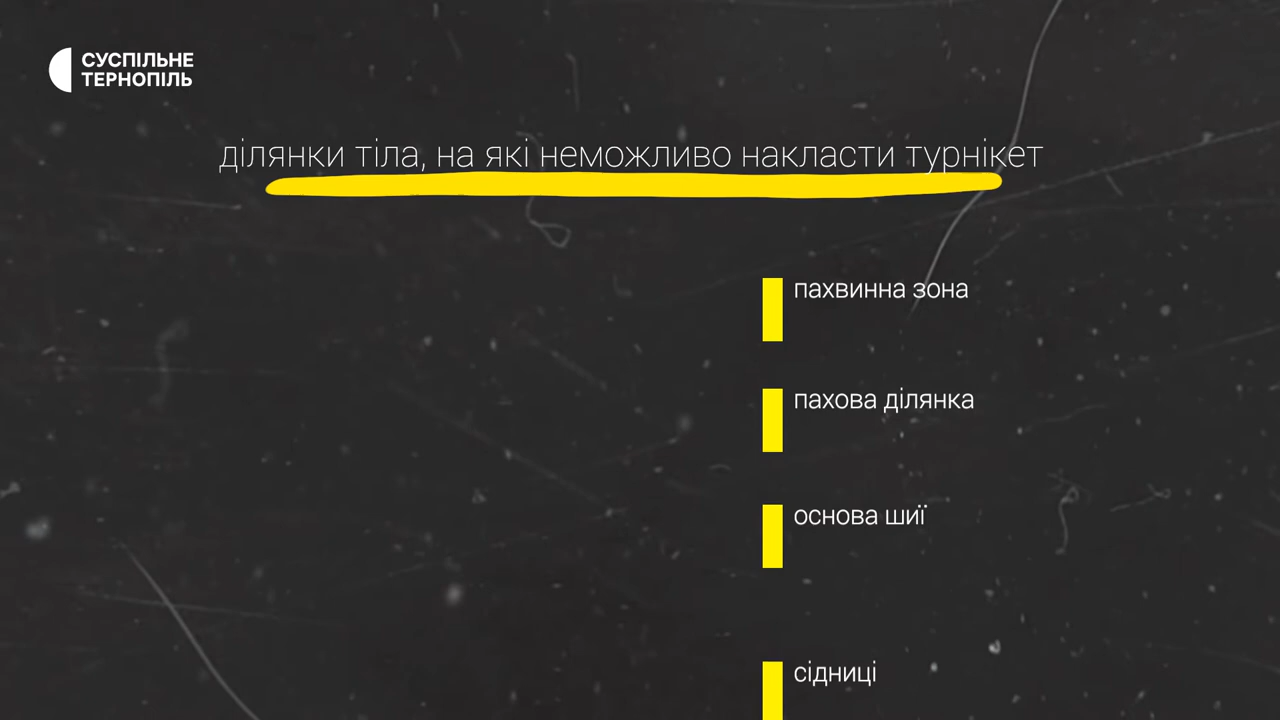 СУСПІЛЬНЕ
ТЕРНОПІЛЬ
ділянки тіла, на які неможливо накласти турнікет
пахвинна зона
пахова ділянка
основа шиї
сідниці